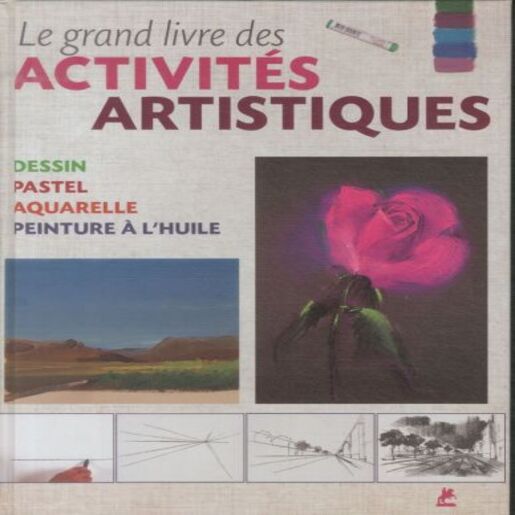 Le grand livre des
ACTIVITÉS
ARTISTIQUES
DESSIN
PASTEL
AQUARELLE
PEINTURE À L'HUILE